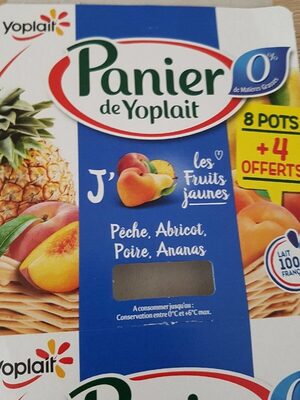 Yoplait
Panier
de Yoplait
0%
de Matières Grasses
8 POTS
+4
OFFERTS
J'
les
Fruits
jaunes
Pêche, Abricot,
Poire, Ananas
LAIT
100%
A consommer jusqu'au :
Conservation entre 0°C et +6°C max.
Yoplait